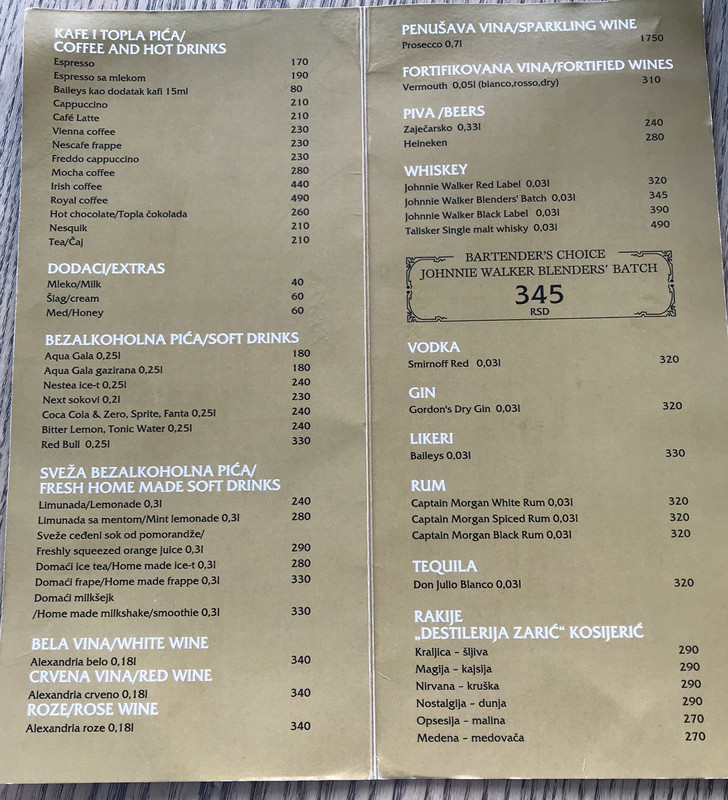 KAFE I TOPLA PIĆA/
COFFEE AND HOT DRINKS
Espresso 170
Espresso sa mlekom 190
Baileys kao dodatak kafi 15ml 80
Cappuccino 210
Café Latte 210
Vienna coffee 230
Nescafe frappe 230
Freddo cappuccino 230
Mocha coffee 280
Irish coffee 440
Royal coffee 490
Hot chocolate/Topla čokolada 260
Nesquik 210
Tea/Čaj 210
DODACI/EXTRAS
Mleko/Milk 40
Šlag/cream 60
Med/Honey 60
BEZALKOHOLNA PIĆA/SOFT DRINKS
Aqua Gala 0,25l 180
Aqua Gala gazirana 0,25l 180
Nestea ice-t 0,25l 240
Next sokovi 0,2l 230
Coca Cola & Zero, Sprite, Fanta 0,25l 240
Bitter Lemon, Tonic Water 0,25l 240
Red Bull 0,25l 330
SVEŽA BEZALKOHOLNA PIĆA/
FRESH HOME MADE SOFT DRINKS
Limunada/Lemonade 0,3l 240
Limunada sa mentom/Mint lemonade 0,3l 280
Sveže ceđeni sok od pomorandže/
Freshly squeezed orange juice 0,3l 290
Domaći ice tea/Home made ice-t 0,3l 280
Domaći frape/Home made frappe 0,3l 330
Domaći milkšejk
/Home made milkshake/smoothie 0,3l 330
BELA VINA/WHITE WINE
Alexandria belo 0,18l 340
CRVENA VINA/RED WINE
Alexandria crveno 0,18l 340
ROZE/ROSE WINE
Alexandria roze 0,18l 340
PENUŠAVA VINA/SPARKLING WINE
Prosecco 0,7l 1750
FORTIFIKOVANA VINA/FORTIFIED WINES
Vermouth 0,05l (bianco,rosso,dry) 310
PIVA /BEERS
Zaječarsko 0,33l 240
Heineken 280
WHISKEY
Johnnie Walker Red Label 0,03l 320
Johnnie Walker Blenders' Batch 0,03l 345
Johnnie Walker Black Label 0,03l 390
Talisker Single malt whisky 0,03l 490
BARTENDER'S CHOICE
JOHNNIE WALKER BLENDERS' BATCH
345
RSD
VODKA
Smirnoff Red 0,03l 320
GIN
Gordon's Dry Gin 0,03l 320
LIKERI
Baileys 0,03l 330
RUM
Captain Morgan White Rum 0,03l 320
Captain Morgan Spiced Rum 0,03l 320
Captain Morgan Black Rum 0,03l 320
TEQUILA
Don Julio Blanco 0,03l 320
RAKIJE
„DESTILERIJA ZARIĆ“ KOSIJERIĆ
Kraljica - šljiva 290
Magija - kajsija 290
Nirvana - kruška 290
Nostalgija - dunja 290
Opsesija - malina 270
Medena - medovača 270